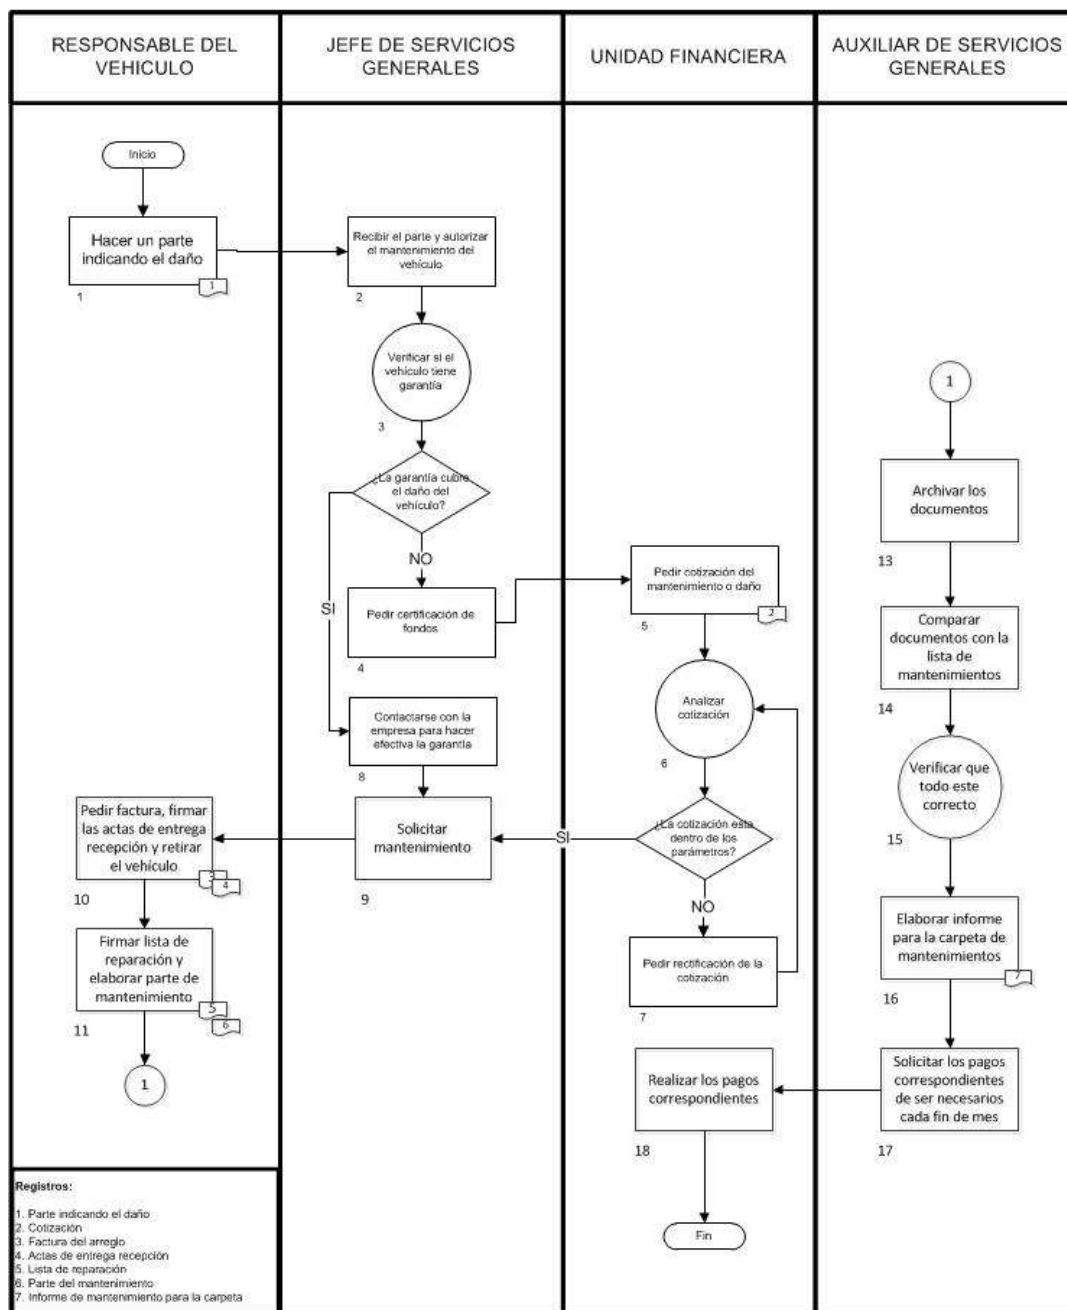 RESPONSABLE DEL
VEHICULO
JEFE DE SERVICIOS
GENERALES
UNIDAD FINANCIERA
AUXILIAR DE SERVICIOS
GENERALES
Inicio
Hacer un parte
indicando el daño
1
1
Recibir el parte y autorizar
el mantenimiento del
vehículo
2
Verificar si el
vehículo tiene
garantía
3
¿La garantía cubre
el daño del
vehículo?
NO
SI
Pedir certificación de
fondos
4
Pedir cotización del
mantenimiento o daño
2
5
Analizar
cotización
6
Contactarse con la
empresa para hacer
efectiva la garantía
8
¿La cotización esta
dentro de los
parámetros?
SI
NO
Pedir rectificación de la
cotización
7
Solicitar
mantenimiento
9
Pedir factura, firmar
las actas de entrega
recepción y retirar
el vehículo
3
4
10
Firmar lista de
reparación y
elaborar parte de
mantenimiento
5
6
11
1
1
Archivar los
documentos
13
Comparar
documentos con la
lista de
mantenimientos
14
Verificar que
todo este
correcto
15
Elaborar informe
para la carpeta de
mantenimientos
7
16
Solicitar los pagos
correspondientes
de ser necesarios
cada fin de mes
17
Realizar los pagos
correspondientes
18
Fin
Registros:
1. Parte indicando el daño
2. Cotización
3. Factura del arreglo
4. Actas de entrega recepción
5. Lista de reparación
6. Parte del mantenimiento
7. Informe de mantenimiento para la carpeta